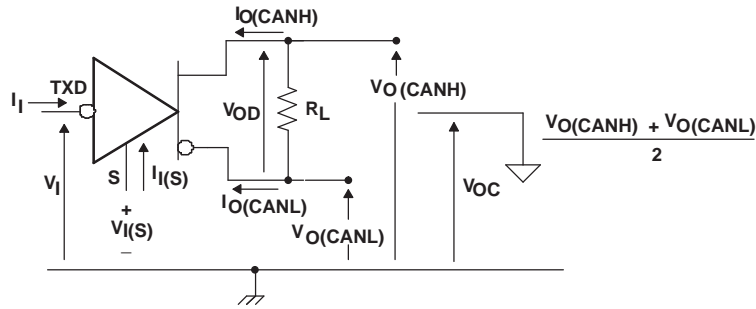 IO(CANH)
TXD
II
VOD
RL
VO(CANH)
VO(CANH) + VO(CANL)
2
VI
S
II(S)
IO(CANL)
VOC
+
VI(S)
_
VO(CANL)